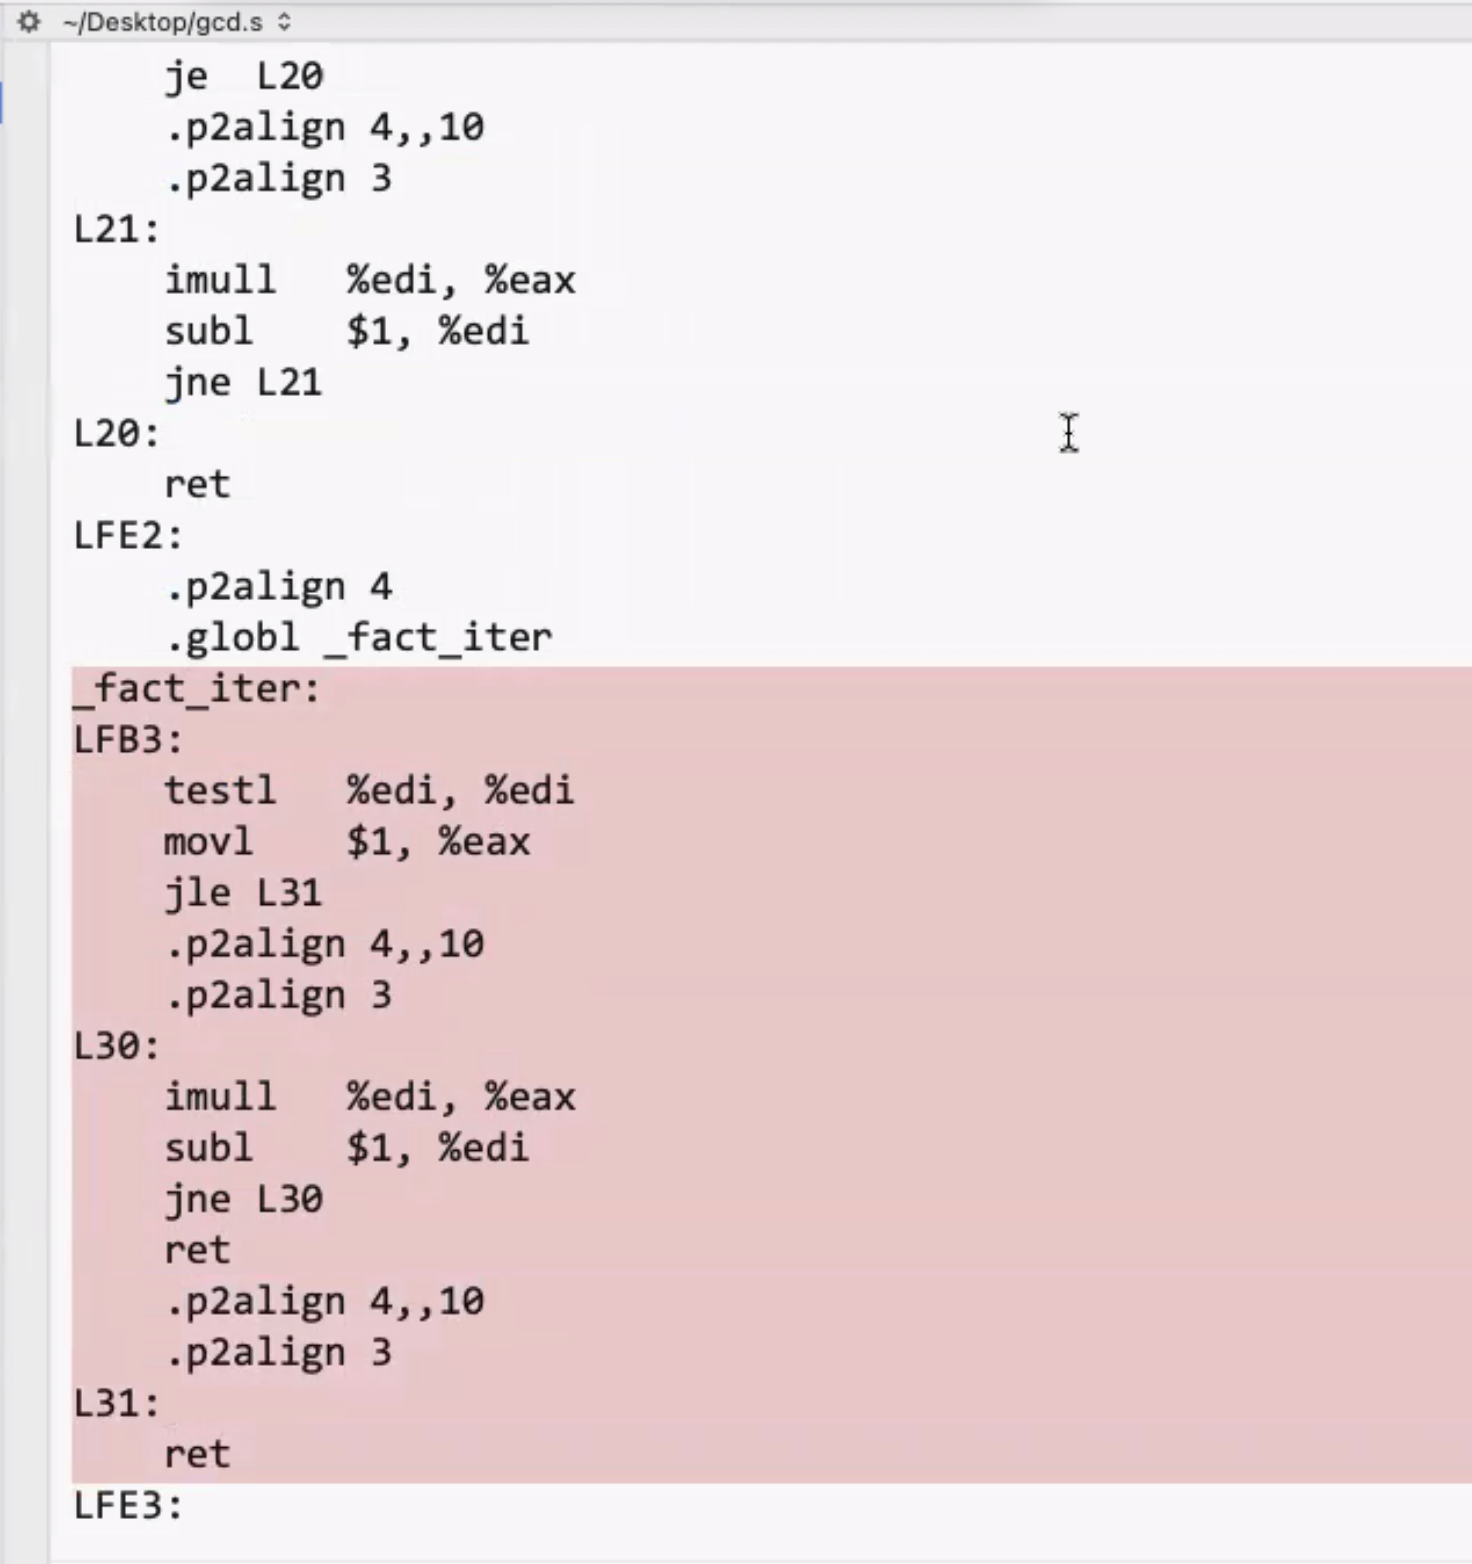 ~/Desktop/gcd.s
je L20
.p2align 4,,10
.p2align 3
L21:
imull %edi, %eax
subl $1, %edi
jne L21
L20:
ret
LFE2:
.p2align 4
.globl _fact_iter
_fact_iter:
LFB3:
testl %edi, %edi
movl $1, %eax
jle L31
.p2align 4,,10
.p2align 3
L30:
imull %edi, %eax
subl $1, %edi
jne L30
ret
.p2align 4,,10
.p2align 3
L31:
ret
LFE3: